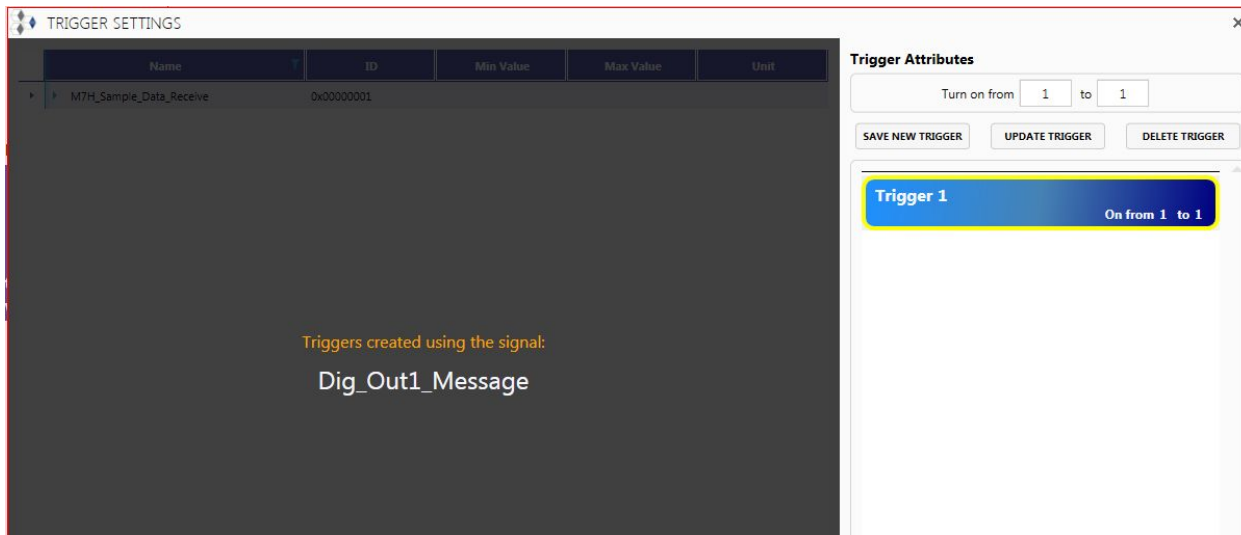 TRIGGER SETTINGS
Name ID Min Value Max Value Unit
M7H_Sample_Data_Receive 0x00000001
Triggers created using the signal:
Dig_Out1_Message
Trigger Attributes
Turn on from 1 to 1
SAVE NEW TRIGGER UPDATE TRIGGER DELETE TRIGGER
Trigger 1
On from 1 to 1